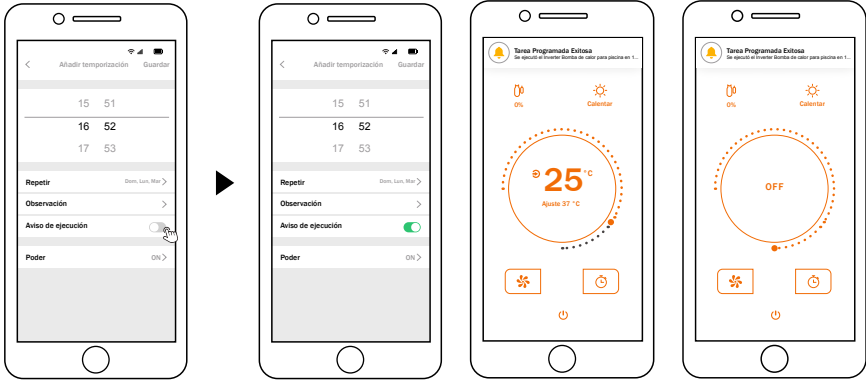 Añadir temporización Guardar
15 51
16 52
17 53
Repetir Dom, Lun, Mar
Observación
Aviso de ejecución
Poder ON
Añadir temporización Guardar
15 51
16 52
17 53
Repetir Dom, Lun, Mar
Observación
Aviso de ejecución
Poder ON
Tarea Programada Exitosa
Se ejecutó el Inverter Bomba de calor para piscina en 1...
0% Calentar
25°C
Ajuste 37 °C
Tarea Programada Exitosa
Se ejecutó el Inverter Bomba de calor para piscina en 1...
0% Calentar
OFF